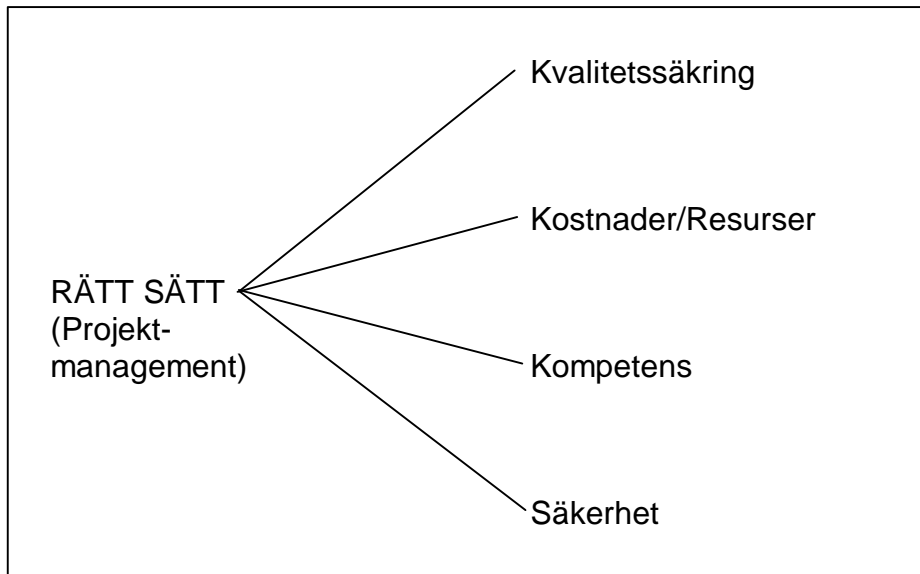 Kvalitetssäkring
Kostnader/Resurser
RÄTT SÄTT
(Projekt-
management)
Kompetens
Säkerhet